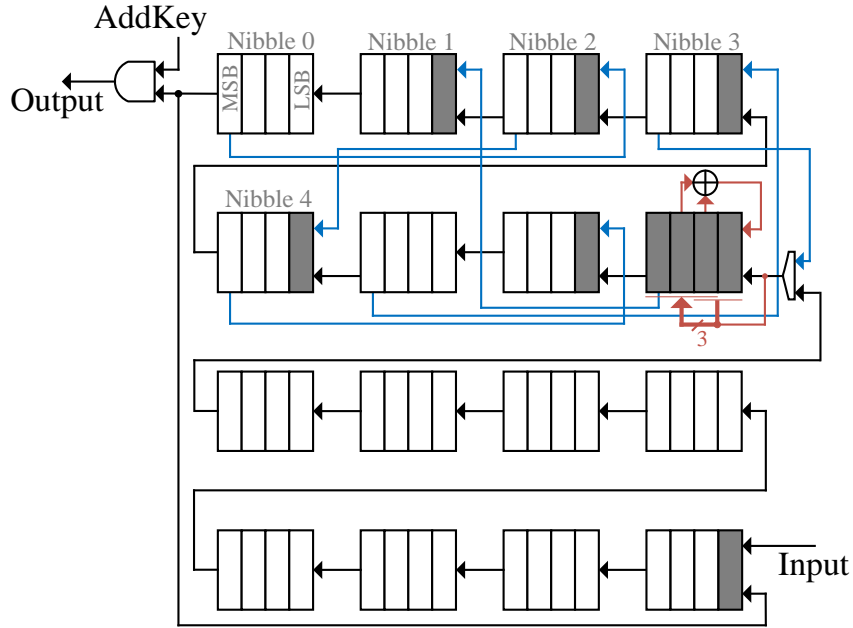 AddKey
Output
Nibble 0
Nibble 1
Nibble 2
Nibble 3
MSB
LSB
Nibble 4
3
Input